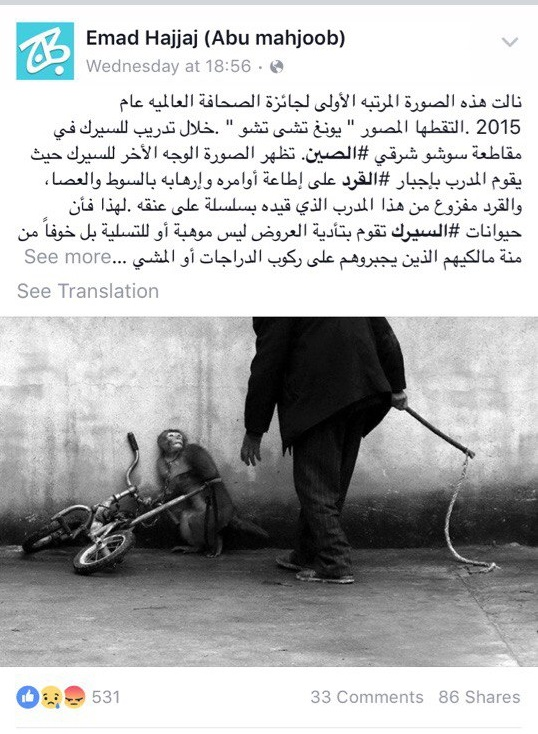 Emad Hajjaj (Abu mahjoob)
Wednesday at 18:56 ·
نالت هذه الصورة المرتبه الأولى لجائزة الصحافة العالميه عام
2015 .التقطها المصور " يونغ تشى تشو " .خلال تدريب للسيرك في
مقاطعة سوشو شرقي #الصين. تظهر الصورة الوجه الأخر للسيرك حيث
يقوم المدرب بإجبار #القرد على إطاعة أوامره وإرهابه بالسوط والعصا،
والقرد مفزوع من هذا المدرب الذي قيده بسلسلة على عنقه .لهذا فأن
حيوانات #السيرك تقوم بتأدية العروض ليس موهبة أو للتسلية بل خوفاً من
منة مالكيهم الذين يجبروهم على ركوب الدراجات أو المشي ... See more
See Translation
531 33 Comments 86 Shares